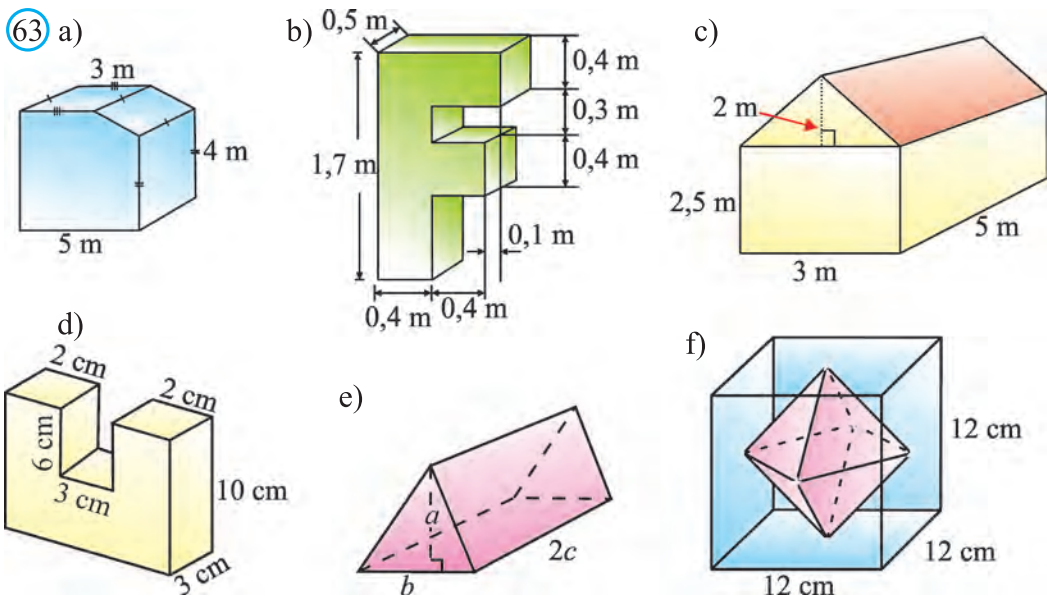 63 a)
3 m
4 m
5 m
b)
0,5 m
1,7 m
0,4 m
0,3 m
0,4 m
0,1 m
0,4 m
0,4 m
c)
2 m
2,5 m
3 m
5 m
d)
2 cm
2 cm
6 cm
3 cm
10 cm
3 cm
e)
a
b
2c
f)
12 cm
12 cm
12 cm